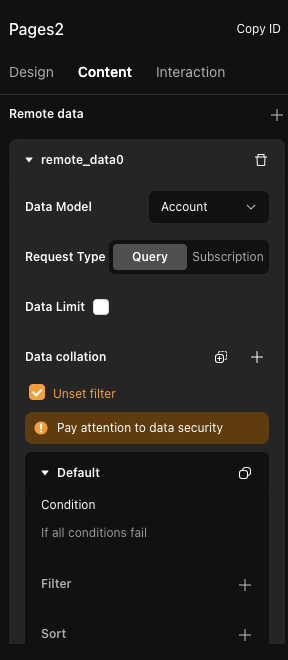 Pages2
Copy ID
Design
Content
Interaction
Remote data
remote_data0
Data Model
Account
Request Type
Query
Subscription
Data Limit
Data collation
Unset filter
Pay attention to data security
Default
Condition
If all conditions fail
Filter
Sort